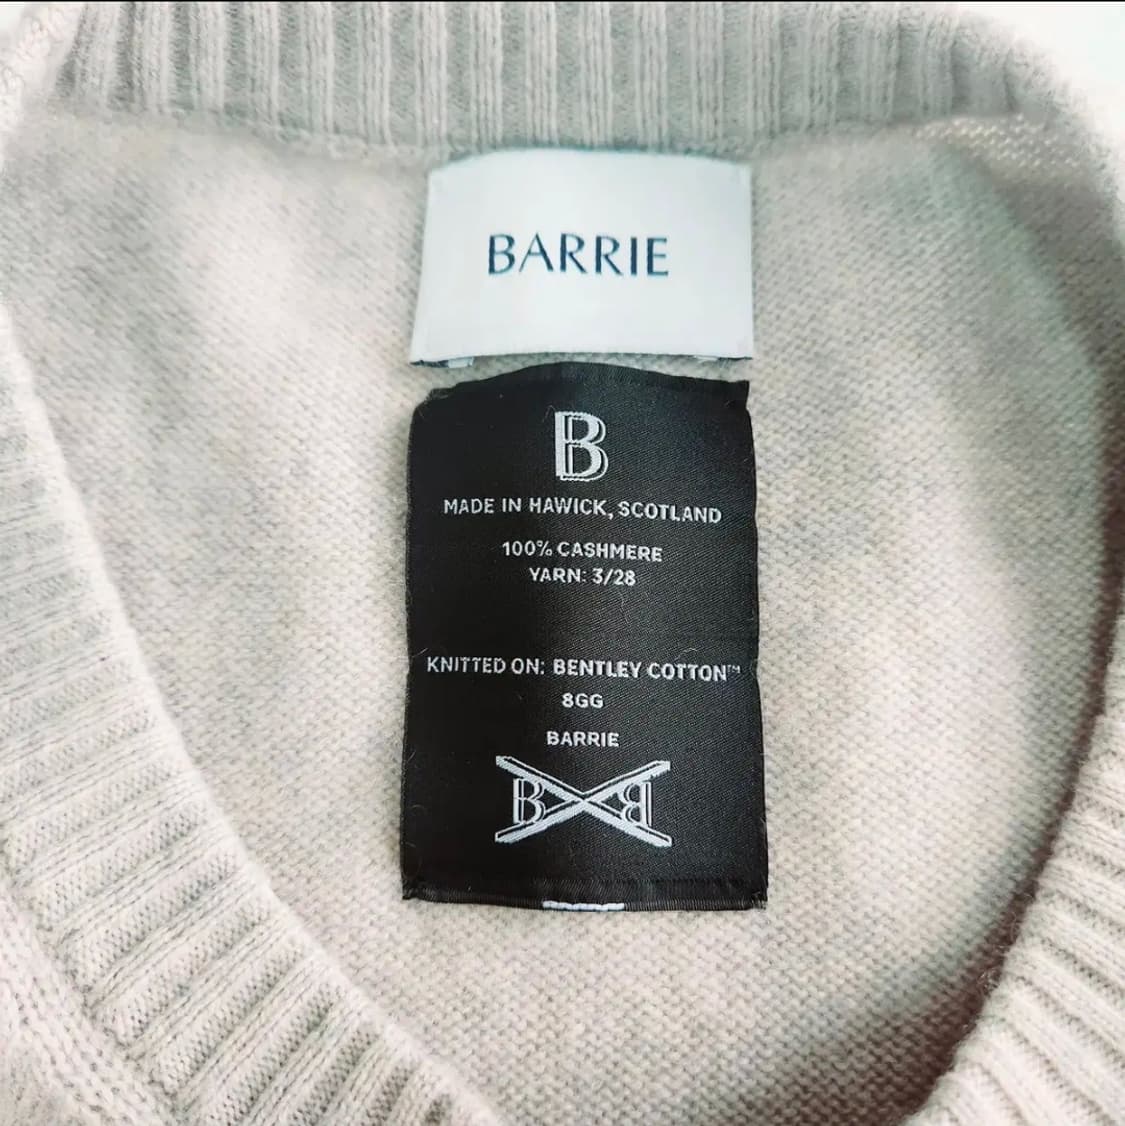 BARRIE
B
MADE IN HAWICK, SCOTLAND
100% CASHMERE
YARN: 3/28
KNITTED ON: BENTLEY COTTON™
8GG
BARRIE
B B